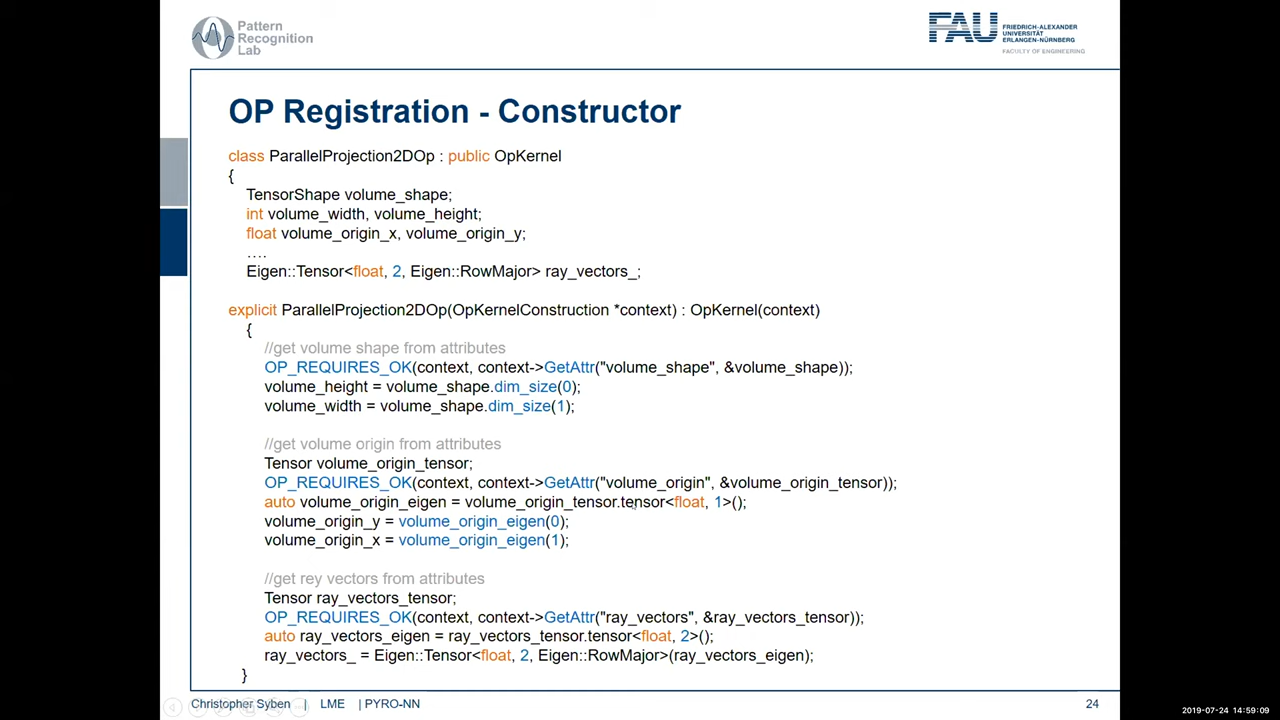 Pattern
Recognition
Lab
FAU
FRIEDRICH-ALEXANDER
UNIVERSITÄT
ERLANGEN-NÜRNBERG
FACULTY OF ENGINEERING
OP Registration - Constructor
class ParallelProjection2DOp : public OpKernel
{
TensorShape volume_shape;
int volume_width, volume_height;
float volume_origin_x, volume_origin_y;
....
Eigen::Tensor<float, 2, Eigen::RowMajor> ray_vectors_;
explicit ParallelProjection2DOp(OpKernelConstruction *context) : OpKernel(context)
{
//get volume shape from attributes
OP_REQUIRES_OK(context, context->GetAttr("volume_shape", &volume_shape));
volume_height = volume_shape.dim_size(0);
volume_width = volume_shape.dim_size(1);
//get volume origin from attributes
Tensor volume_origin_tensor;
OP_REQUIRES_OK(context, context->GetAttr("volume_origin", &volume_origin_tensor));
auto volume_origin_eigen = volume_origin_tensor.tensor<float, 1>();
volume_origin_y = volume_origin_eigen(0);
volume_origin_x = volume_origin_eigen(1);
//get rey vectors from attributes
Tensor ray_vectors_tensor;
OP_REQUIRES_OK(context, context->GetAttr("ray_vectors", &ray_vectors_tensor));
auto ray_vectors_eigen = ray_vectors_tensor.tensor<float, 2>();
ray_vectors_ = Eigen::Tensor<float, 2, Eigen::RowMajor>(ray_vectors_eigen);
}
Christopher Syben | LME | PYRO-NN
24
2019-07-24 14:59:09